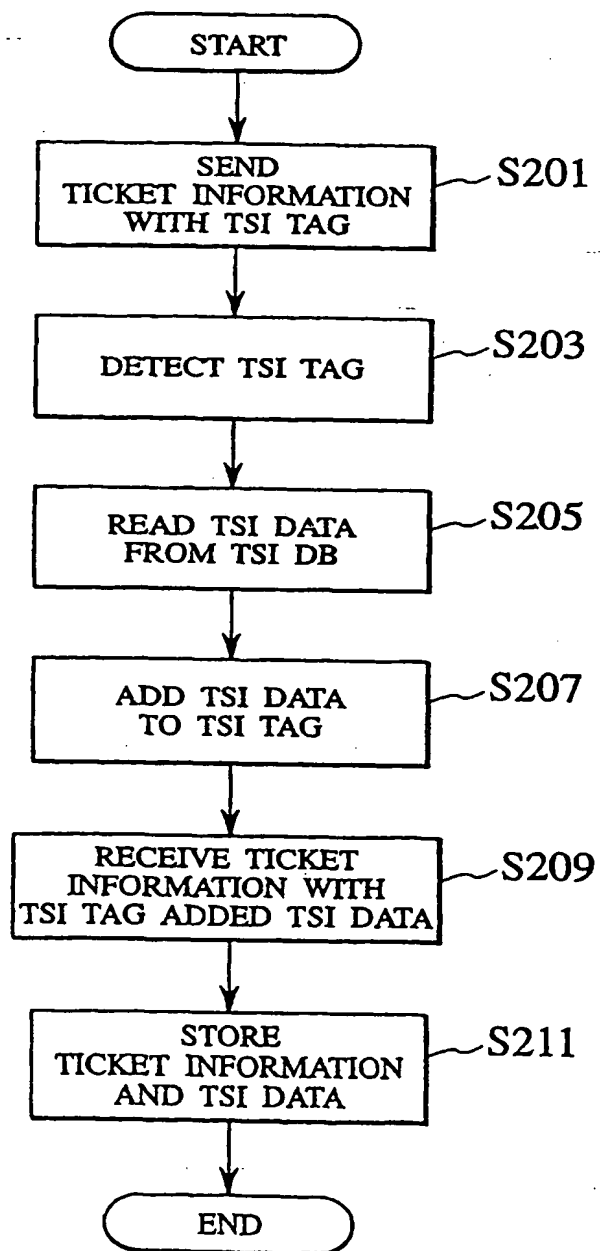 START
SEND
TICKET INFORMATION
WITH TSI TAG
S201
DETECT TSI TAG
S203
READ TSI DATA
FROM TSI DB
S205
ADD TSI DATA
TO TSI TAG
S207
RECEIVE TICKET
INFORMATION WITH
TSI TAG ADDED TSI DATA
S209
STORE
TICKET INFORMATION
AND TSI DATA
S211
END